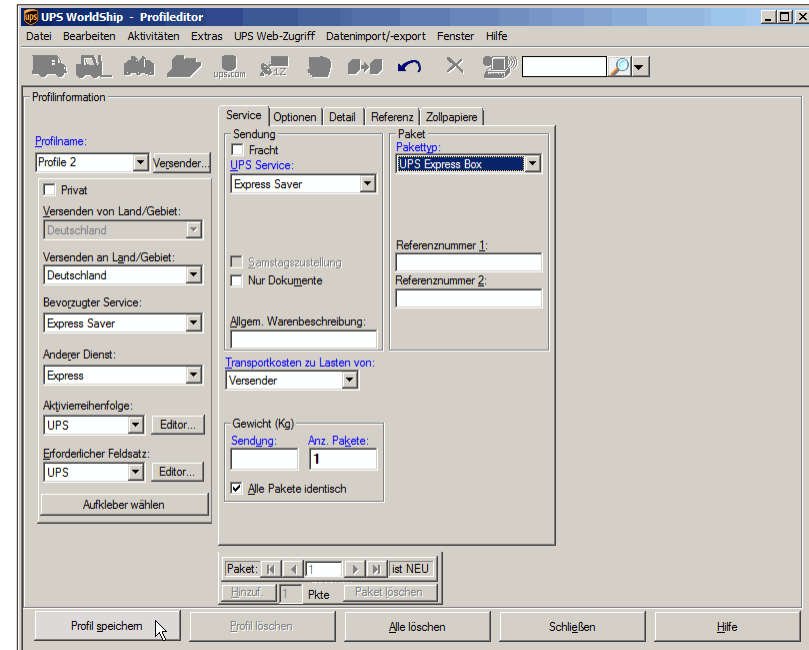 UPS WorldShip - Profileditor
Datei Bearbeiten Aktivitäten Extras UPS Web-Zugriff Datenimport/-export Fenster Hilfe
ups.com 1Z
Profilinformation
Service Optionen Detail Referenz Zollpapiere
Profilname:
Profile 2 Versender...
Privat
Versenden von Land/Gebiet:
Deutschland
Versenden an Land/Gebiet:
Deutschland
Bevorzugter Service:
Express Saver
Anderer Dienst:
Express
Aktivierreihenfolge:
UPS Editor...
Erforderlicher Feldsatz:
UPS Editor...
Aufkleber wählen
Sendung
Fracht
UPS Service:
Express Saver
Samstagszustellung
Nur Dokumente
Allgem. Warenbeschreibung:
Transportkosten zu Lasten von:
Versender
Gewicht (Kg)
Sendung: Anz. Pakete:
1
Alle Pakete identisch
Paket
Pakettyp:
UPS Express Box
Referenznummer 1:
Referenznummer 2:
Paket: 1 ist NEU
Hinzuf. 1 Pkte Paket löschen
Profil speichern Profil löschen Alle löschen Schließen Hilfe